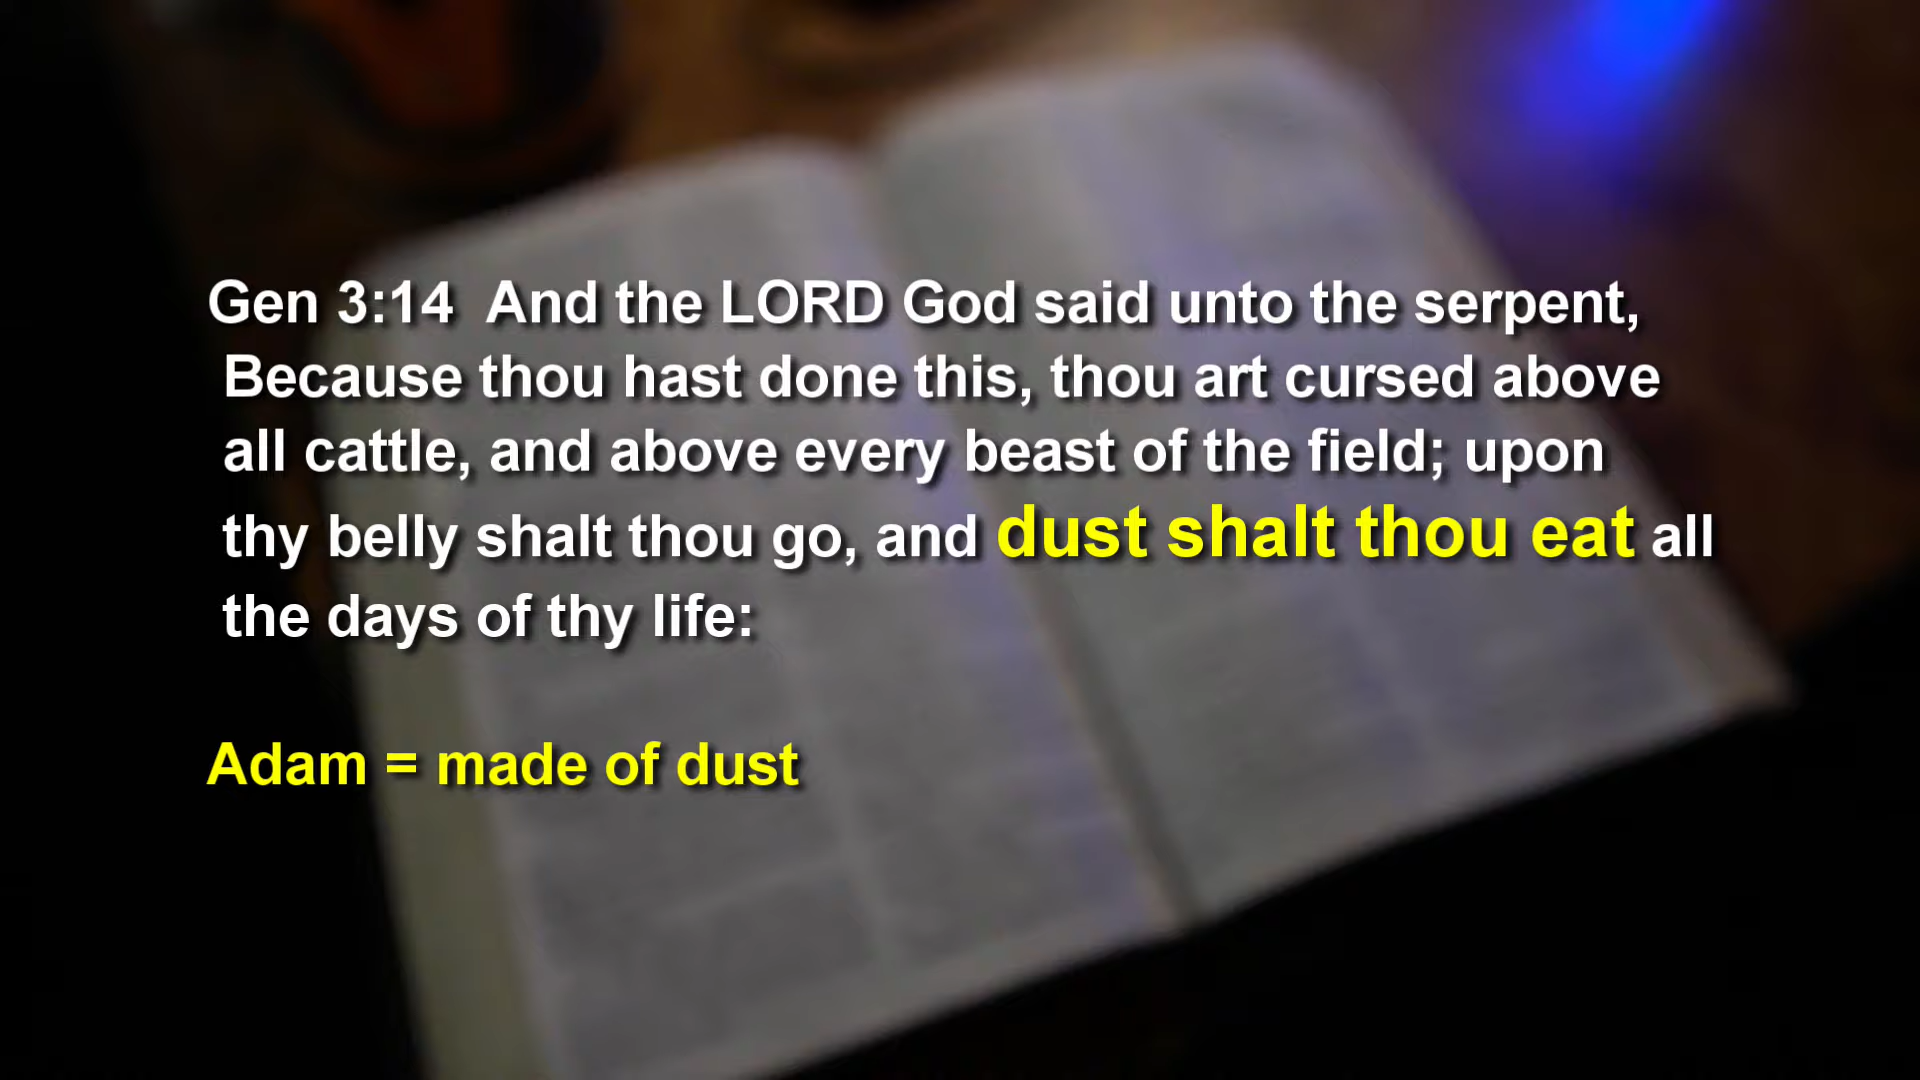 Gen 3:14  And the LORD God said unto the serpent,
Because thou hast done this, thou art cursed above
all cattle, and above every beast of the field; upon
thy belly shalt thou go, and dust shalt thou eat all
the days of thy life:
Adam = made of dust